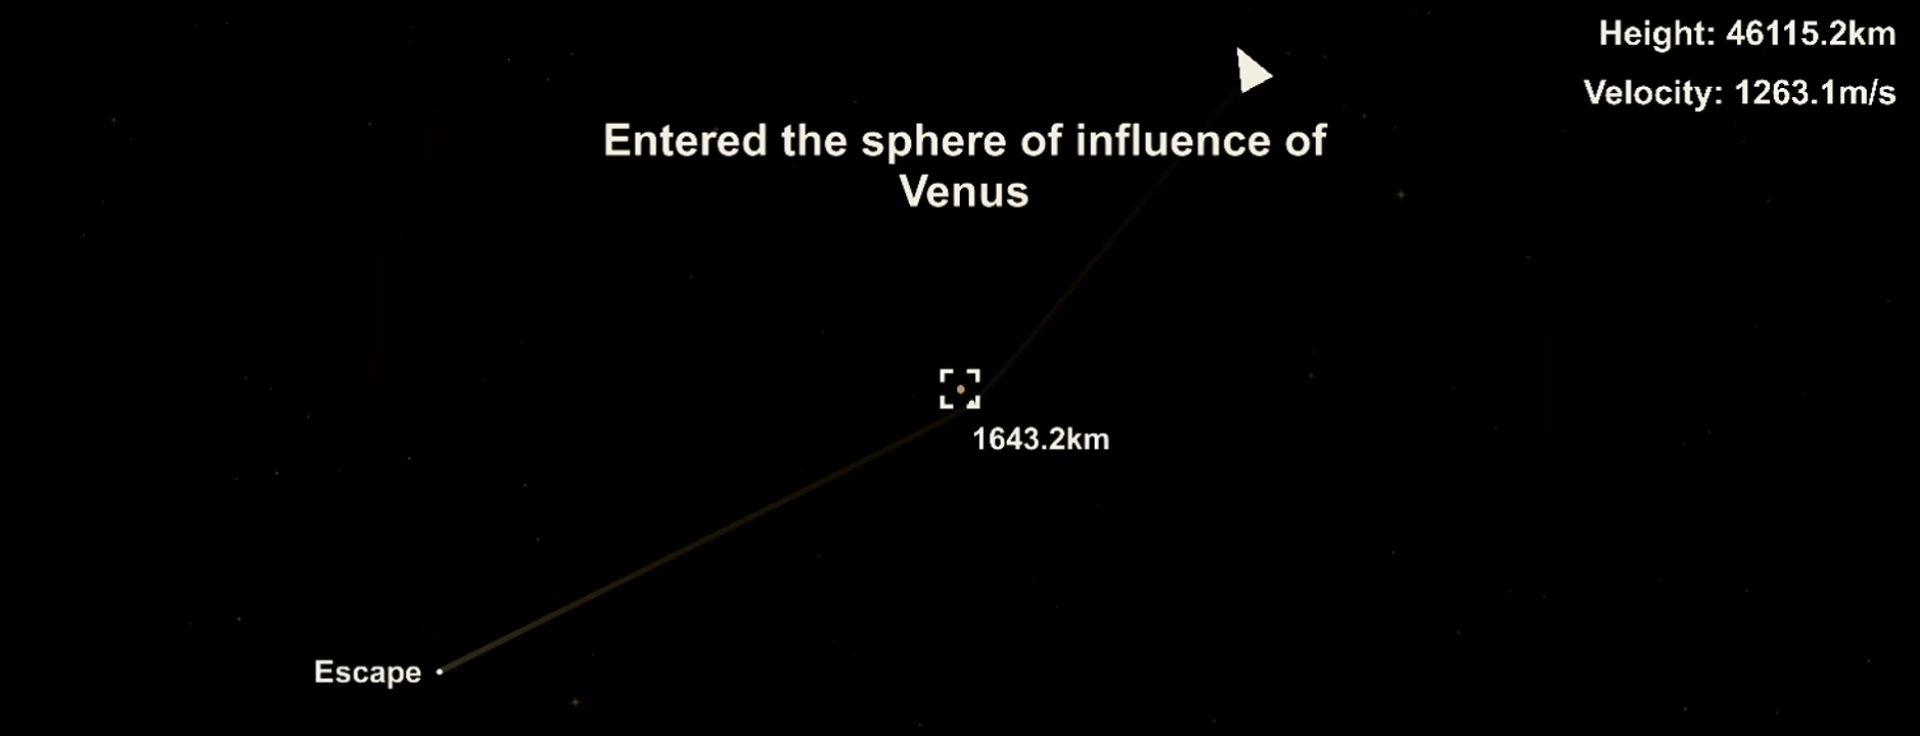 Height: 46115.2km
Velocity: 1263.1m/s
Entered the sphere of influence of
Venus
1643.2km
Escape